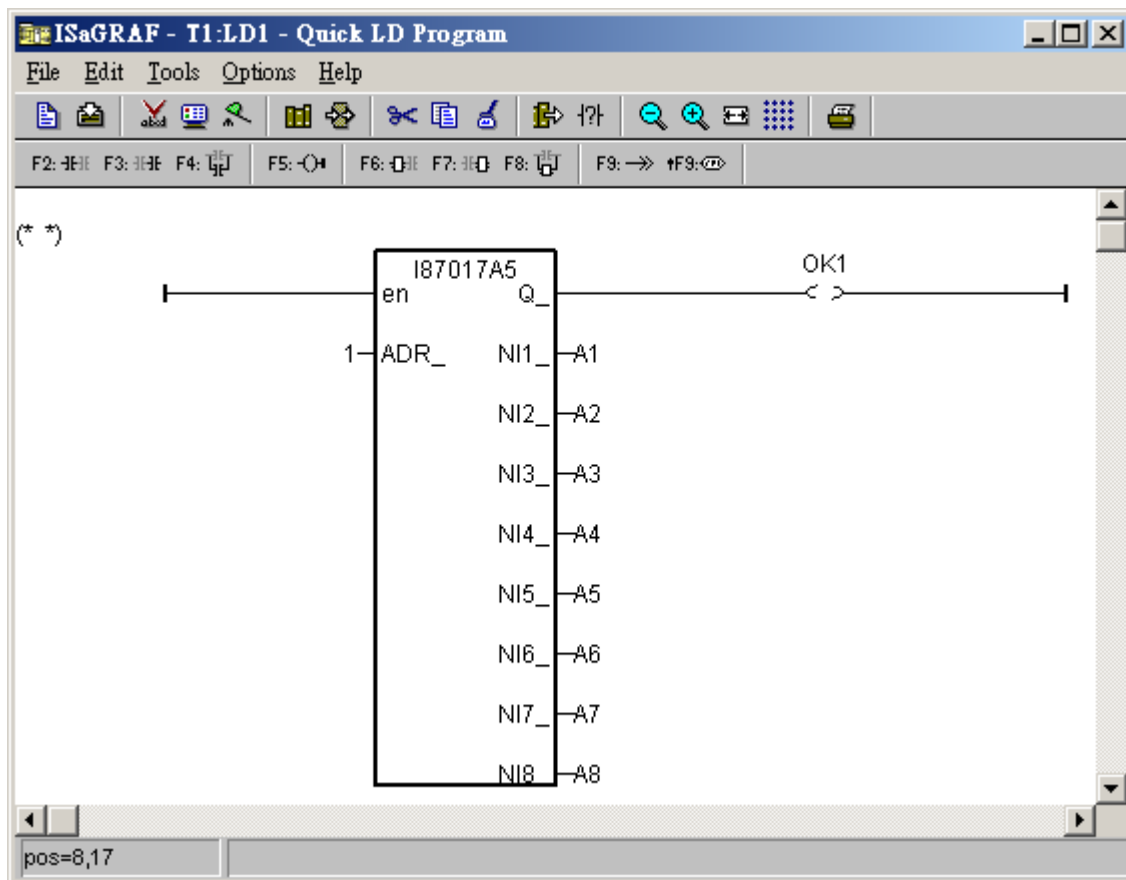 ISaGRAF - T1:LD1 - Quick LD Program
File Edit Tools Options Help
F2: F3: F4: F5: F6: F7: F8: F9: F9:
(* *)
I87017A5
OK1
en Q_
1 ADR_ NI1_ A1
NI2_ A2
NI3_ A3
NI4_ A4
NI5_ A5
NI6_ A6
NI7_ A7
NI8_ A8
pos=8,17